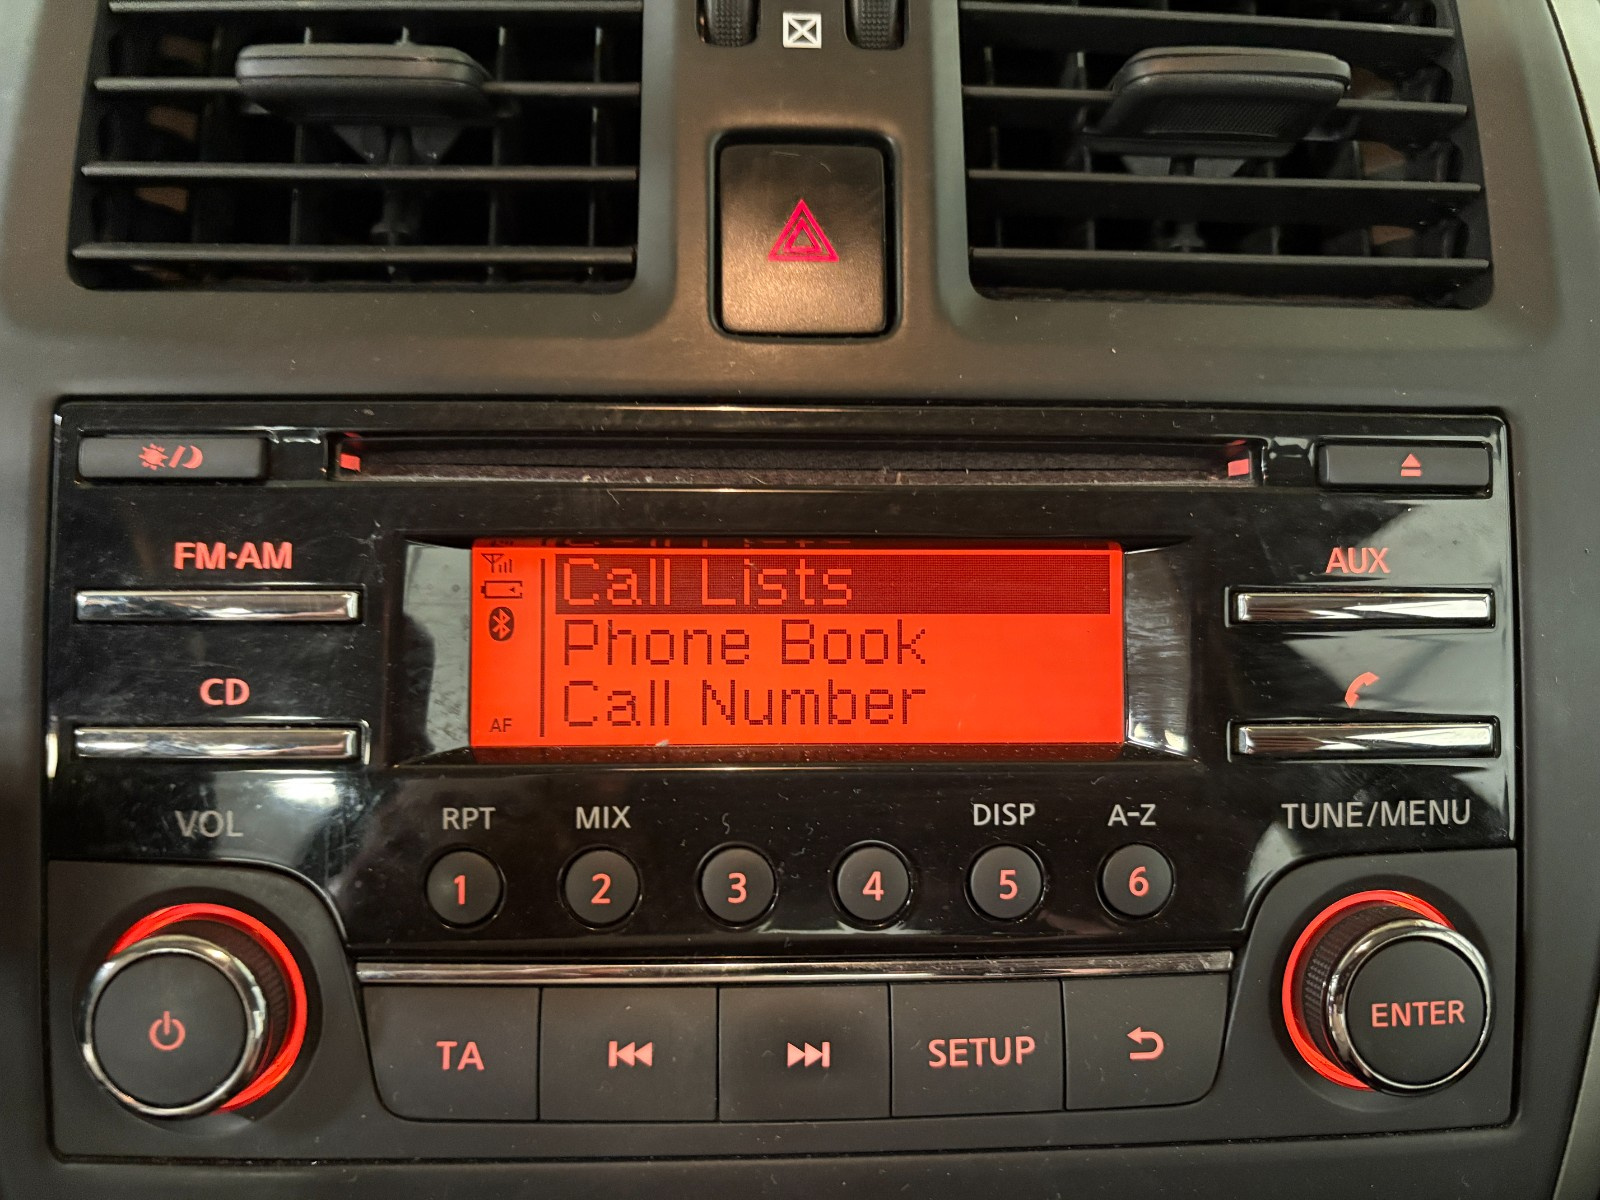 FM·AM
AUX
Call Lists
Phone Book
Call Number
AF
CD
VOL
RPT
MIX
DISP
A-Z
TUNE/MENU
1
2
3
4
5
6
TA
SETUP
ENTER